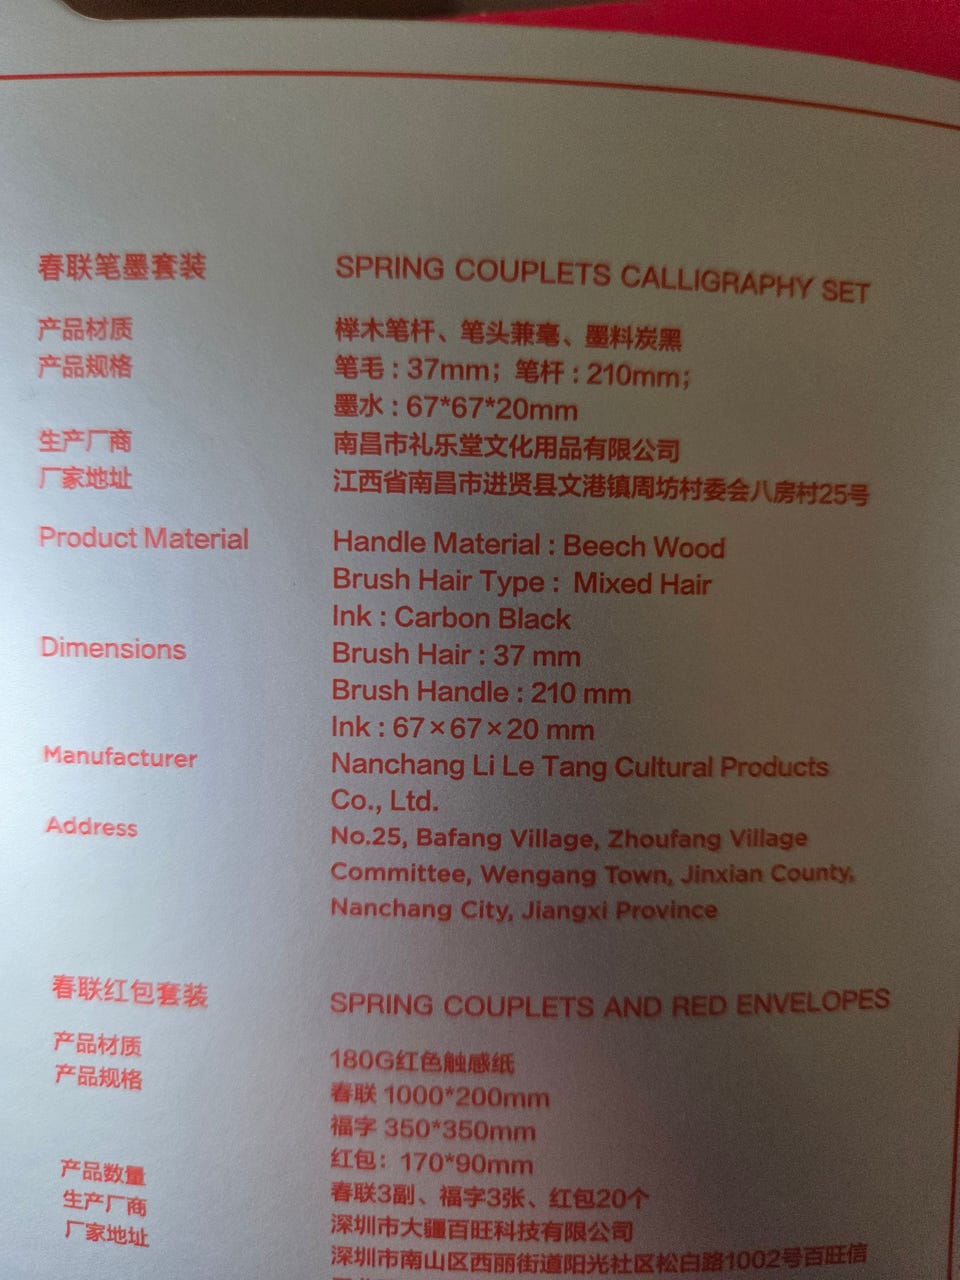 春联笔墨套装 SPRING COUPLETS CALLIGRAPHY SET
产品材质 榉木笔杆、笔头兼毫、墨料炭黑
产品规格 笔毛：37mm；笔杆：210mm；
墨水：67*67*20mm
生产厂商 南昌市礼乐堂文化用品有限公司
厂家地址 江西省南昌市进贤县文港镇周坊村委会八房村25号
Product Material Handle Material : Beech Wood
Brush Hair Type : Mixed Hair
Ink : Carbon Black
Dimensions Brush Hair : 37 mm
Brush Handle : 210 mm
Ink : 67×67×20 mm
Manufacturer Nanchang Li Le Tang Cultural Products
Co., Ltd.
Address No.25, Bafang Village, Zhoufang Village
Committee, Wengang Town, Jinxian County,
Nanchang City, Jiangxi Province
春联红包套装 SPRING COUPLETS AND RED ENVELOPES
产品材质 180G红色触感纸
产品规格 春联 1000*200mm
福字 350*350mm
红包：170*90mm
产品数量 春联3副、福字3张、红包20个
生产厂商 深圳市大疆百旺科技有限公司
厂家地址 深圳市南山区西丽街道阳光社区松白路1002号百旺信